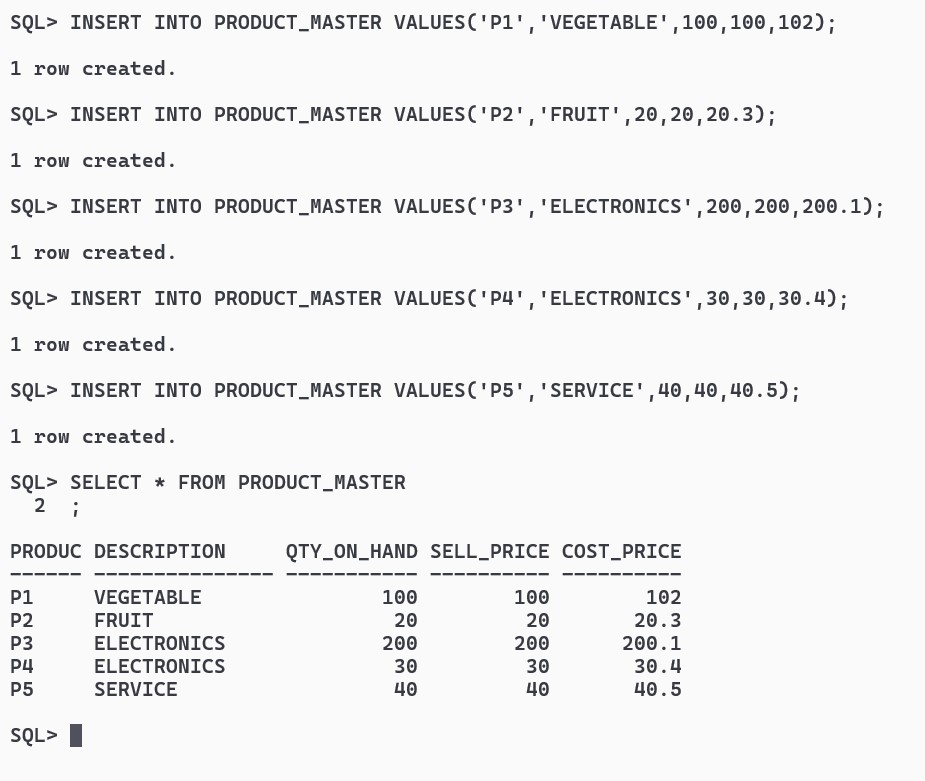 SQL> INSERT INTO PRODUCT_MASTER VALUES('P1','VEGETABLE',100,100,102);
1 row created.
SQL> INSERT INTO PRODUCT_MASTER VALUES('P2','FRUIT',20,20,20.3);
1 row created.
SQL> INSERT INTO PRODUCT_MASTER VALUES('P3','ELECTRONICS',200,200,200.1);
1 row created.
SQL> INSERT INTO PRODUCT_MASTER VALUES('P4','ELECTRONICS',30,30,30.4);
1 row created.
SQL> INSERT INTO PRODUCT_MASTER VALUES('P5','SERVICE',40,40,40.5);
1 row created.
SQL> SELECT * FROM PRODUCT_MASTER
  2  ;
PRODUC DESCRIPTION     QTY_ON_HAND SELL_PRICE COST_PRICE
------ --------------- ----------- ---------- ----------
P1     VEGETABLE               100        100        102
P2     FRUIT                    20         20       20.3
P3     ELECTRONICS             200        200      200.1
P4     ELECTRONICS              30         30       30.4
P5     SERVICE                  40         40       40.5
SQL>